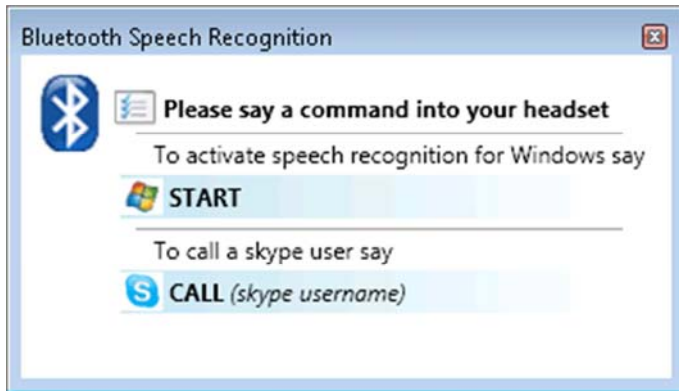 Bluetooth Speech Recognition
Please say a command into your headset
To activate speech recognition for Windows say
START
To call a skype user say
CALL (skype username)